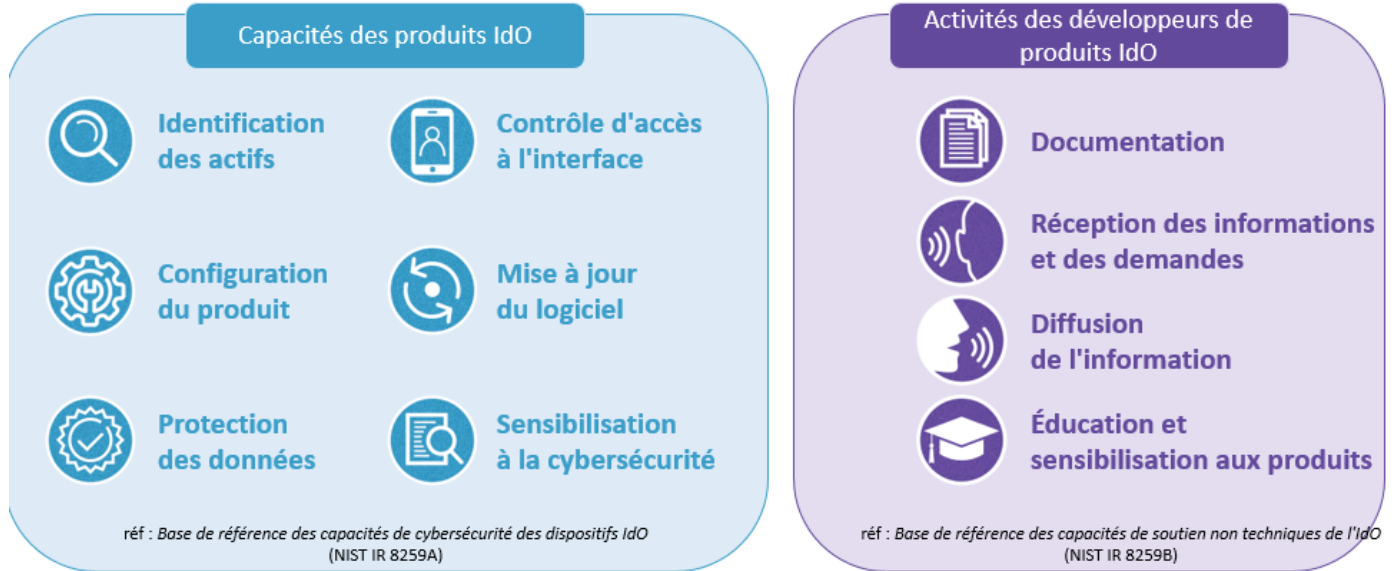 Capacités des produits IdO
Identification
des actifs
Contrôle d'accès
à l'interface
Configuration
du produit
Mise à jour
du logiciel
Protection
des données
Sensibilisation
à la cybersécurité
réf : Base de référence des capacités de cybersécurité des dispositifs IdO
(NIST IR 8259A)
Activités des développeurs de
produits IdO
Documentation
Réception des informations
et des demandes
Diffusion
de l'information
Éducation et
sensibilisation aux produits
réf : Base de référence des capacités de soutien non techniques de l'IdO
(NIST IR 8259B)